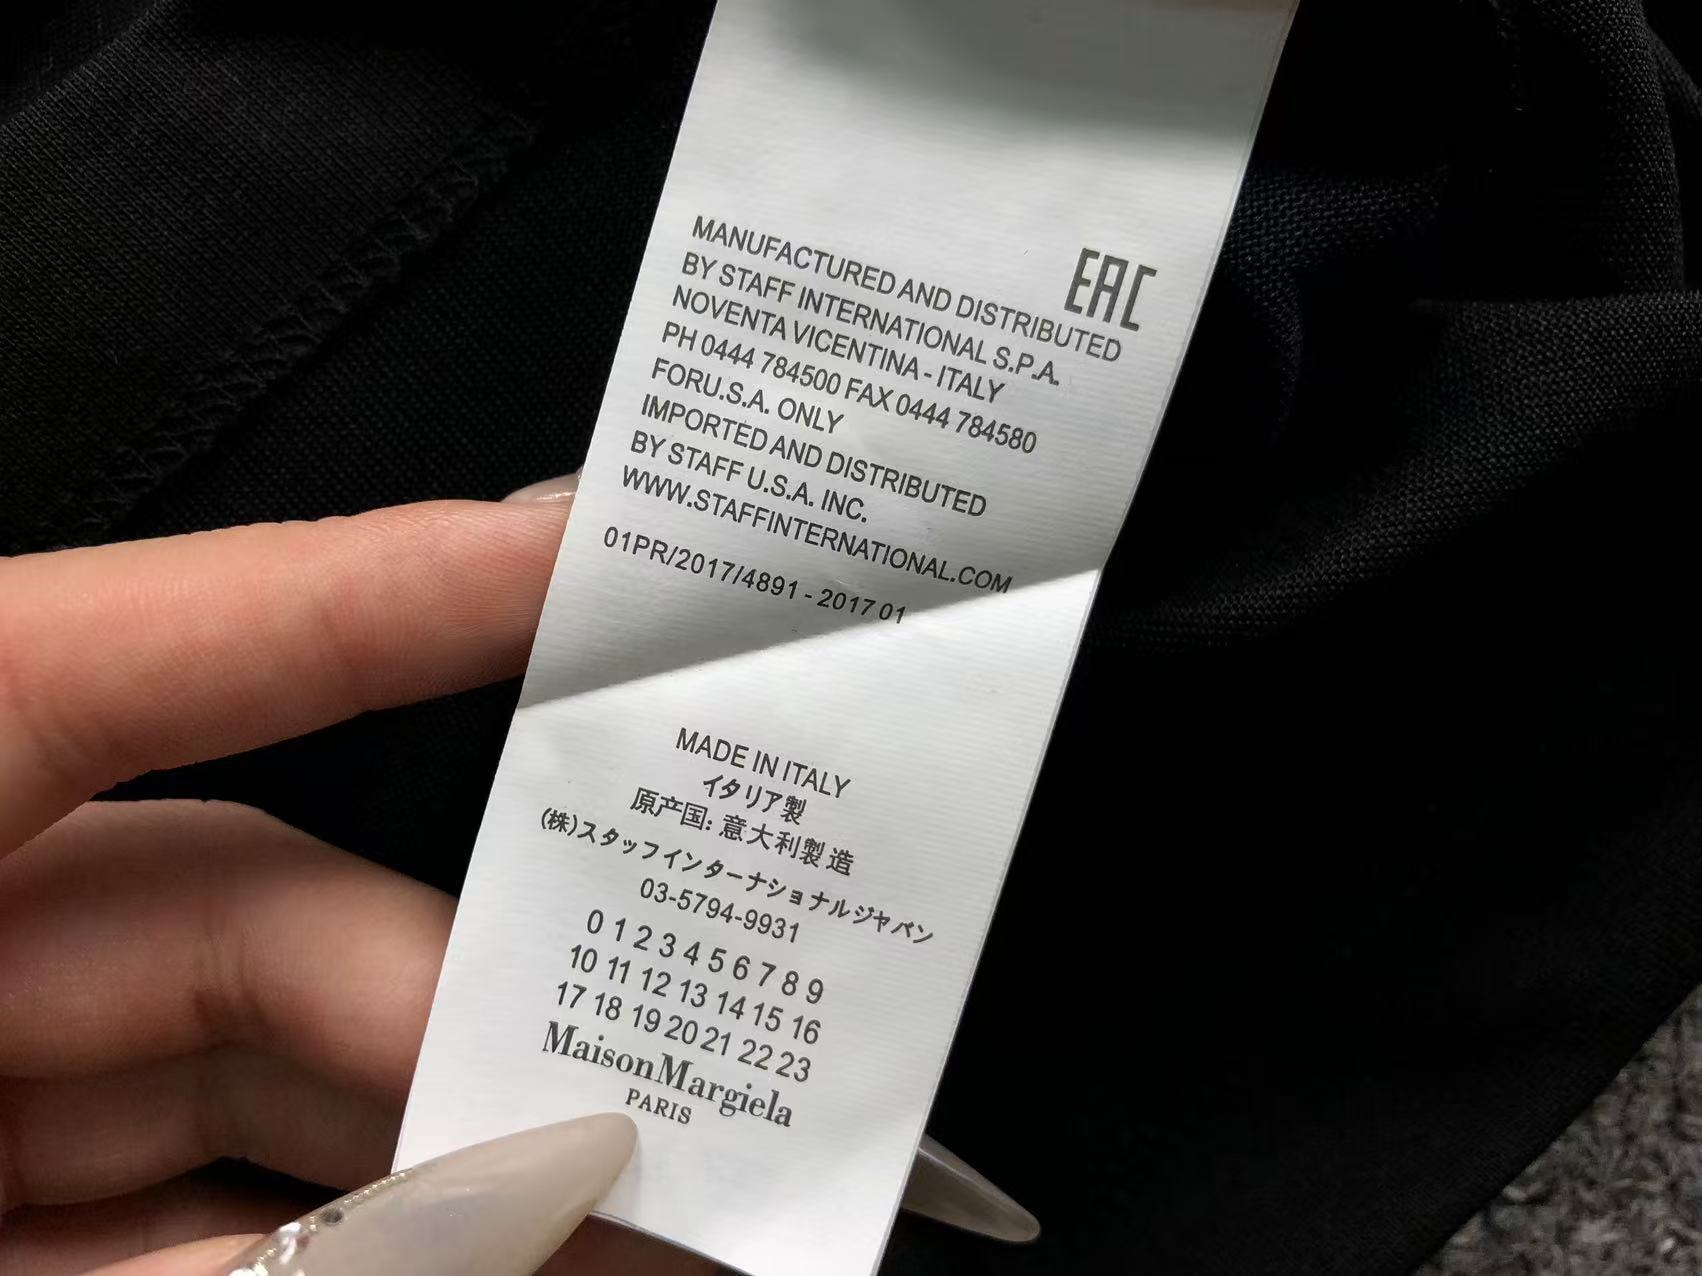 EAC
MANUFACTURED AND DISTRIBUTED
BY STAFF INTERNATIONAL S.P.A.
NOVENTA VICENTINA - ITALY
PH 0444 784500 FAX 0444 784580
FORU.S.A. ONLY
IMPORTED AND DISTRIBUTED
BY STAFF U.S.A. INC.
WWW.STAFFINTERNATIONAL.COM
01PR/2017/4891 - 2017 01
MADE IN ITALY
イタリア製
原产国: 意大利製造
(株)スタッフインターナショナルジャパン
03-5794-9931
0 1 2 3 4 5 6 7 8 9
10 11 12 13 14 15 16
17 18 19 20 21 22 23
Maison Margiela
PARIS